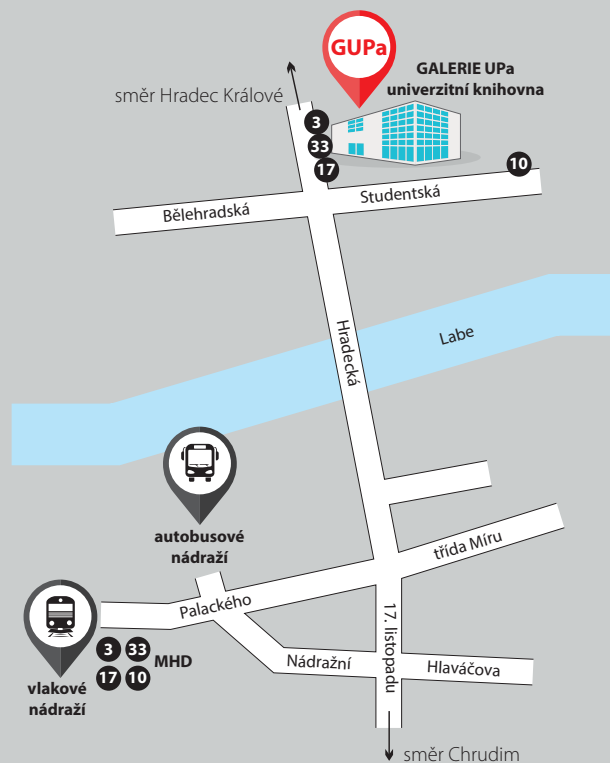 GUPa
GALERIE UPa
univerzitní knihovna
směr Hradec Králové
3
33
17
10
Bělehradská
Studentská
Hradecká
Labe
autobusové
nádraží
třída Míru
Palackého
17. listopadu
3 33
17 10
MHD
vlakové
nádraží
Nádražní
Hlaváčova
směr Chrudim